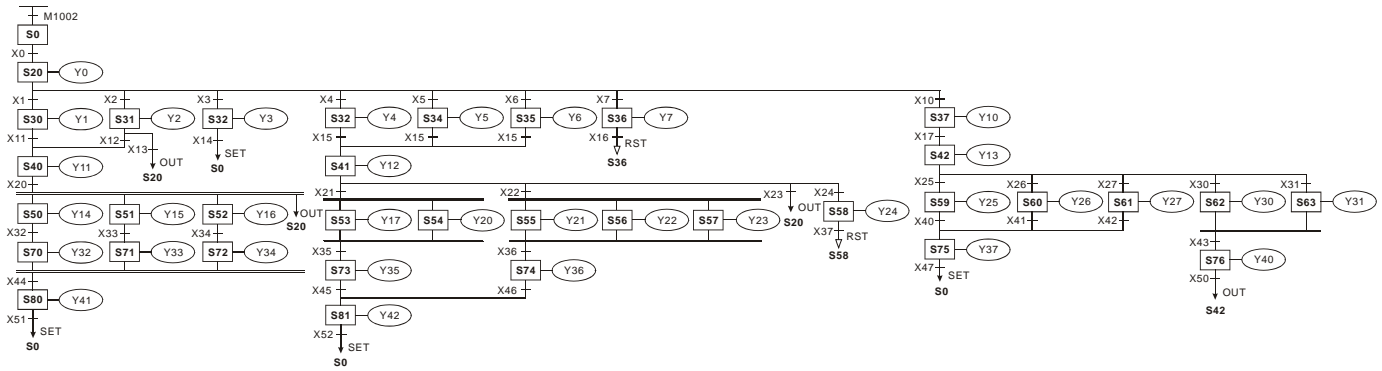 M1002
S0
X0
S20 Y0
X1 X2 X3 X4 X5 X6 X7 X10
S30 Y1 S31 Y2 S32 Y3 S32 Y4 S34 Y5 S35 Y6 S36 Y7 S37 Y10
X11 X12 X13 X14 X15 X15 X15 X16 X17
OUT SET RST
S20 S0 S36
S40 Y11 S41 Y12 S42 Y13
X20 X21 X22 X23 X24 X25 X26 X27 X30 X31
OUT OUT
S20 S20
S50 Y14 S51 Y15 S52 Y16 S53 Y17 S54 Y20 S55 Y21 S56 Y22 S57 Y23 S58 Y24 S59 Y25 S60 Y26 S61 Y27 S62 Y30 S63 Y31
X32 X33 X34 X35 X36 X37 X40 X41 X42 X43
RST
S58
S70 Y32 S71 Y33 S72 Y34 S73 Y35 S74 Y36 S75 Y37 S76 Y40
X44 X45 X46 X47 X50
SET OUT
S0 S42
S80 Y41 S81 Y42
X51 X52
SET SET
S0 S0